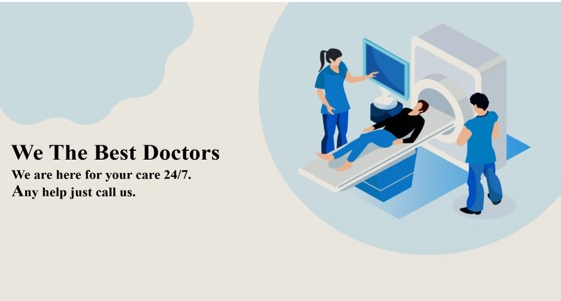 We The Best Doctors
We are here for your care 24/7.
Any help just call us.